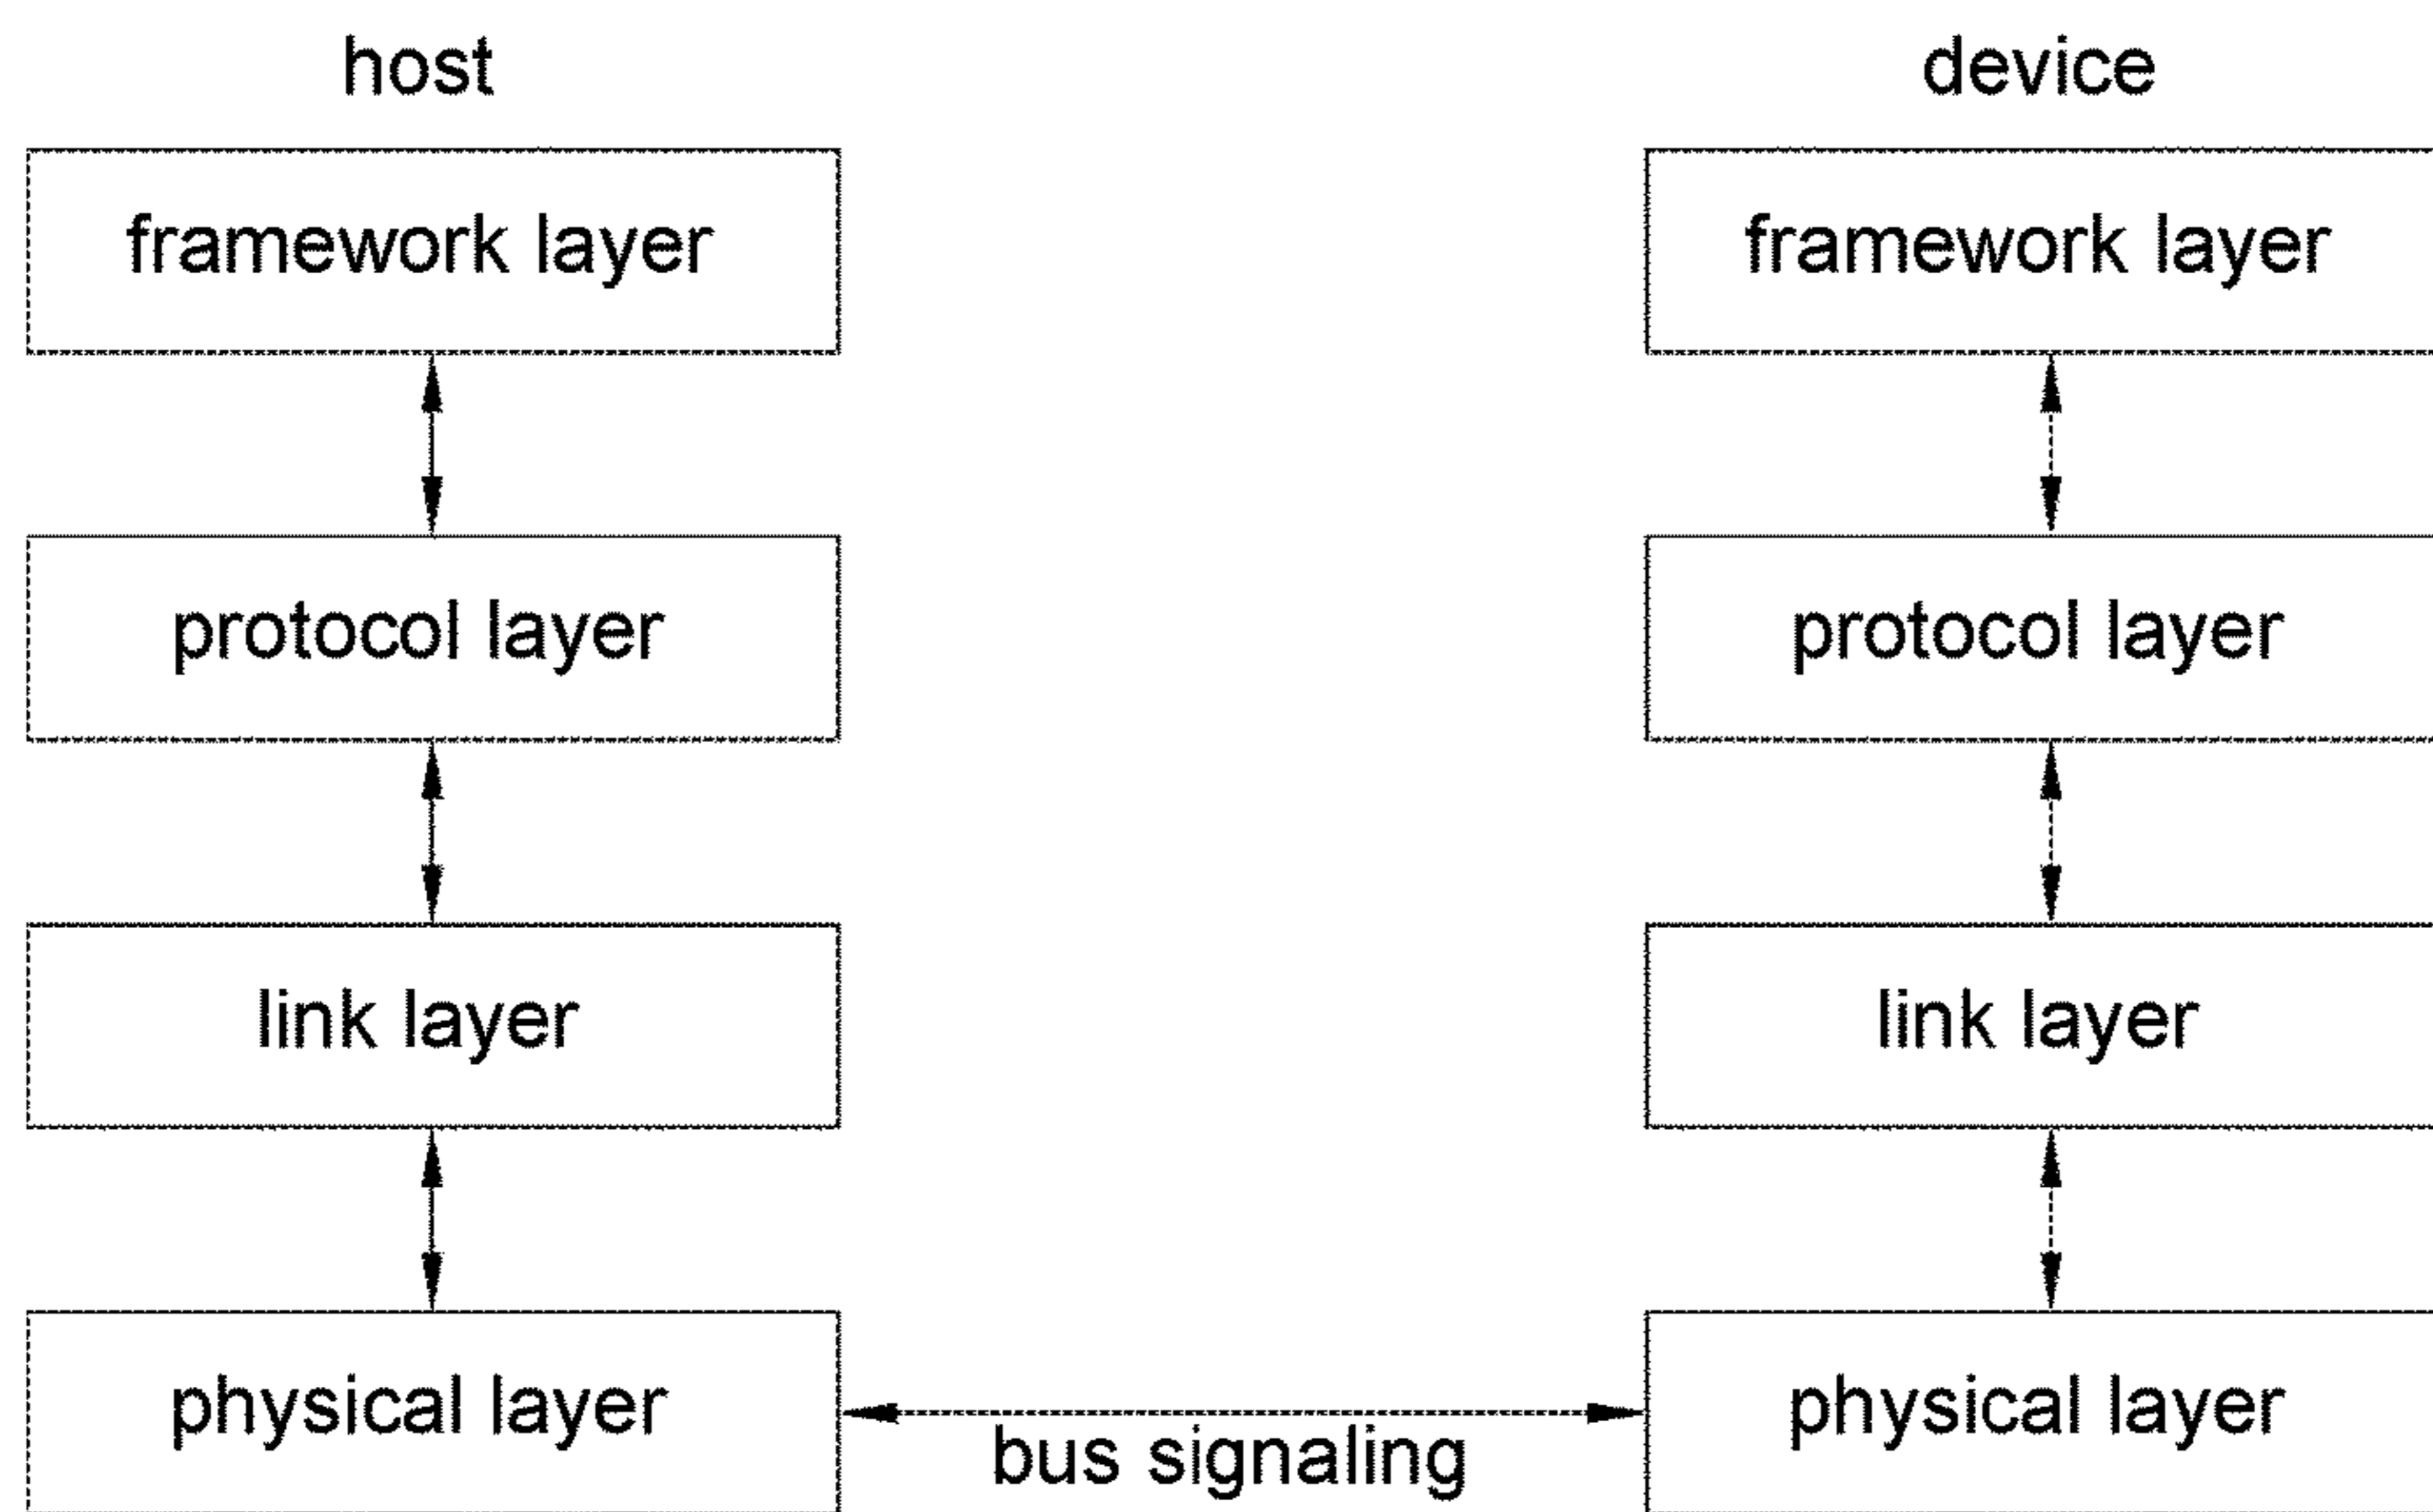 host
device
framework layer
framework layer
protocol layer
protocol layer
link layer
link layer
physical layer
physical layer
bus signaling